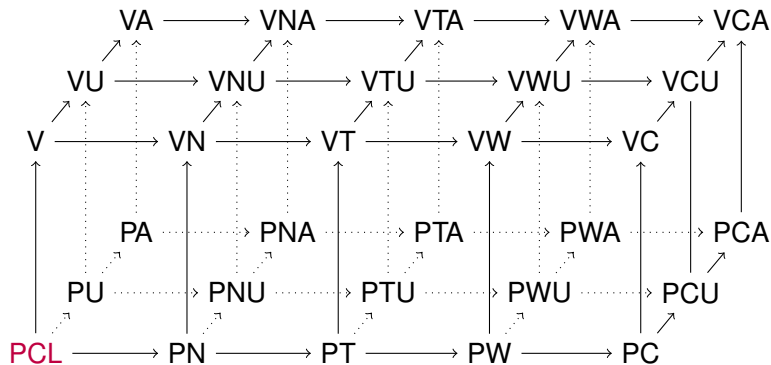 VA VNA VTA VWA VCA
VU VNU VTU VWU VCU
V VN VT VW VC
PA PNA PTA PWA PCA
PU PNU PTU PWU PCU
PCL PN PT PW PC